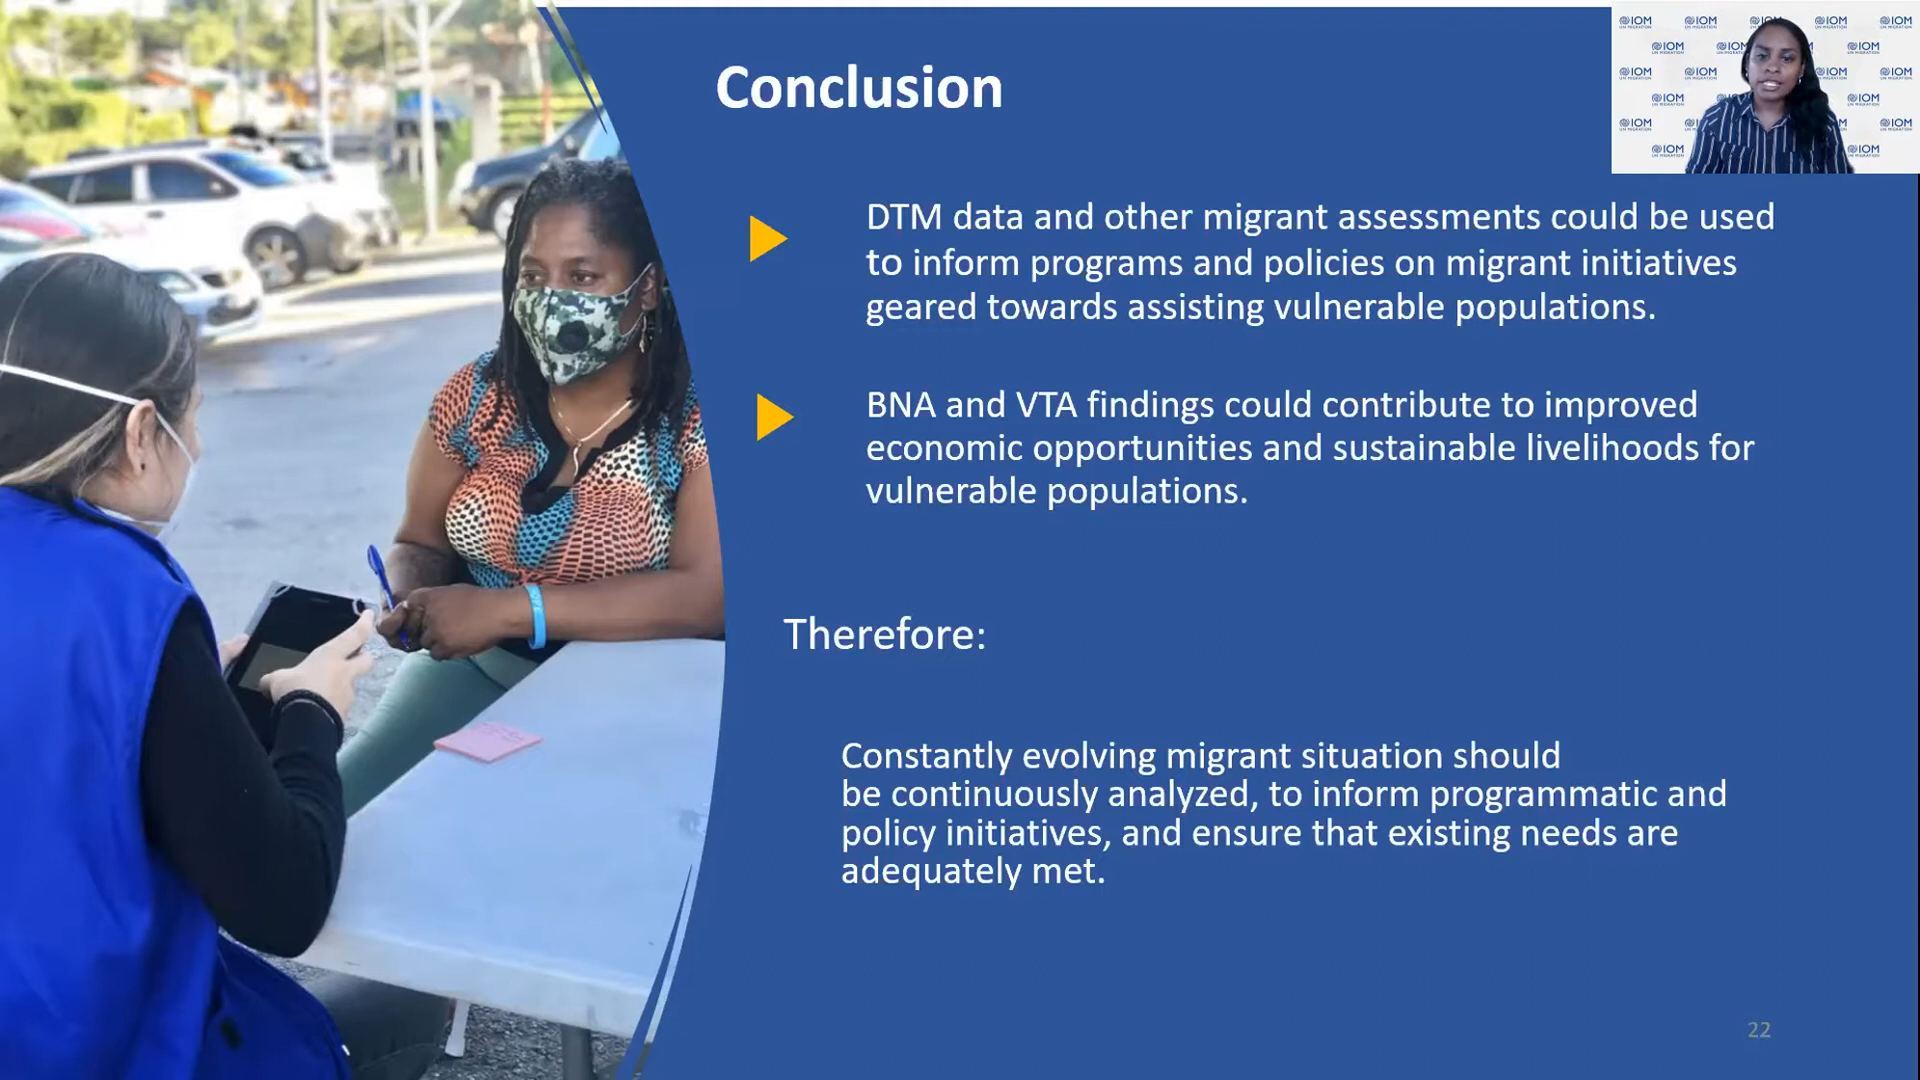 Conclusion
DTM data and other migrant assessments could be used
to inform programs and policies on migrant initiatives
geared towards assisting vulnerable populations.
BNA and VTA findings could contribute to improved
economic opportunities and sustainable livelihoods for
vulnerable populations.
Therefore:
Constantly evolving migrant situation should
be continuously analyzed, to inform programmatic and
policy initiatives, and ensure that existing needs are
adequately met.
22
IOM
UN MIGRATION